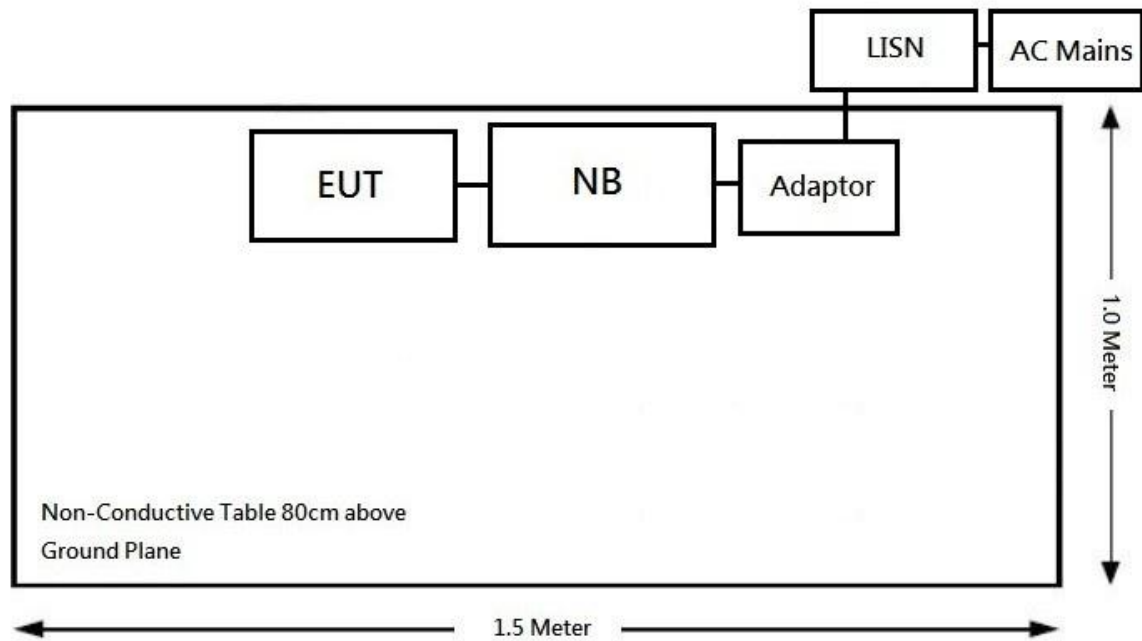 LISN
AC Mains
EUT
NB
Adaptor
1.0 Meter
Non-Conductive Table 80cm above
Ground Plane
1.5 Meter